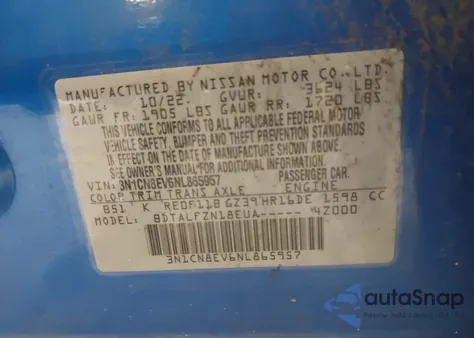 MANUFACTURED BY NISSAN MOTOR CO., LTD.
DATE: 10/22 GVWR: 3624 LBS
GAWR FR: 1905 LBS GAWR RR: 1720 LBS
THIS VEHICLE CONFORMS TO ALL APPLICABLE FEDERAL MOTOR
VEHICLE SAFETY, BUMPER AND THEFT PREVENTION STANDARDS
IN EFFECT ON THE DATE OF MANUFACTURE SHOWN ABOVE.
SEE OWNER'S MANUAL FOR ADDITIONAL INFORMATION
VIN: 3N1CN8EV6NL865957 PASSENGER CAR.
COLOR TRIM TRANS AXLE ENGINE
B51 K RE0F11B GZ39 HR16DE 1598 CC
MODEL: BDTALFZN18EUA----- 4Z000
3N1CN8EV6NL865957
autoSnap